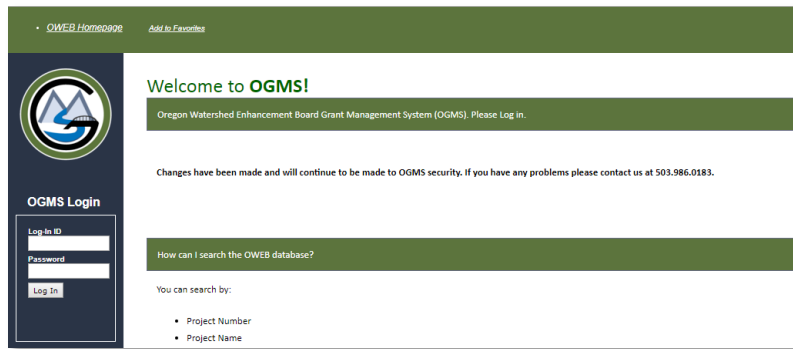 OWEB Homepage
Add to Favorites
Welcome to OGMS!
Oregon Watershed Enhancement Board Grant Management System (OGMS). Please Log in.
Changes have been made and will continue to be made to OGMS security. If you have any problems please contact us at 503.986.0183.
OGMS Login
Log-In ID
Password
Log In
How can I search the OWEB database?
You can search by:
Project Number
Project Name